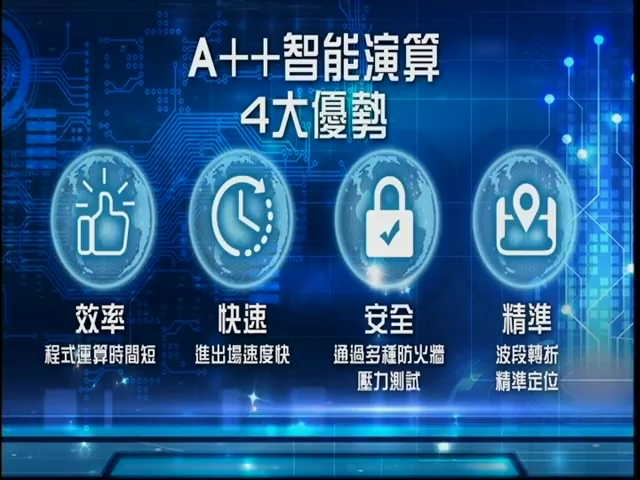 A++智能演算
4大優勢
效率
程式運算時間短
快速
進出場速度快
安全
通過多種防火牆
壓力測試
精準
波段轉折
精準定位